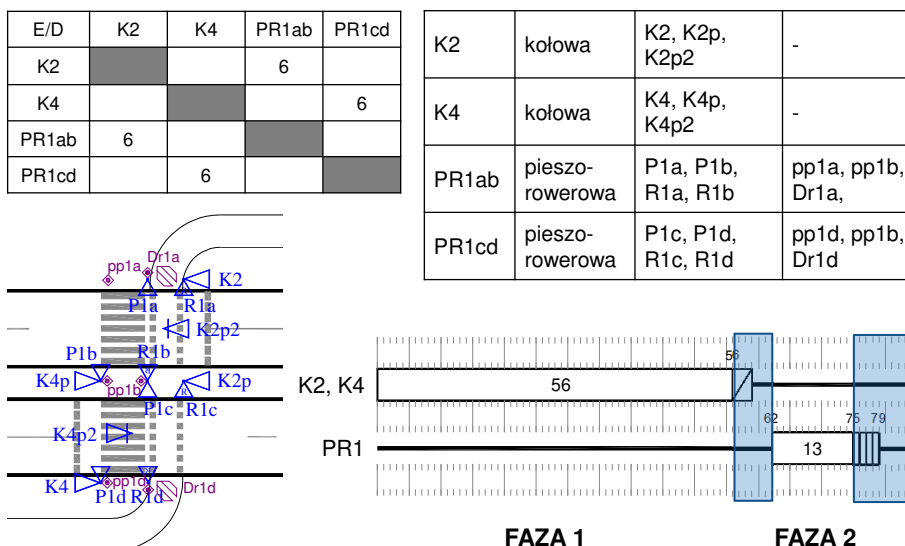 E/D K2 K4 PR1ab PR1cd
K2 6
K4 6
PR1ab 6
PR1cd 6
K2 kołowa K2, K2p, K2p2 -
K4 kołowa K4, K4p, K4p2 -
PR1ab pieszo-rowerowa P1a, P1b, R1a, R1b pp1a, pp1b, Dr1a,
PR1cd pieszo-rowerowa P1c, P1d, R1c, R1d pp1d, pp1b, Dr1d
pp1a Dr1a
K2
P1a R1a
K2p2
P1b R1b
K4p K2p
pp1b
P1c R1c
K4p2
K4 pp1d Dr1d
P1d R1d
56
K2, K4 56
62 75 79
PR1 13
FAZA 1 FAZA 2